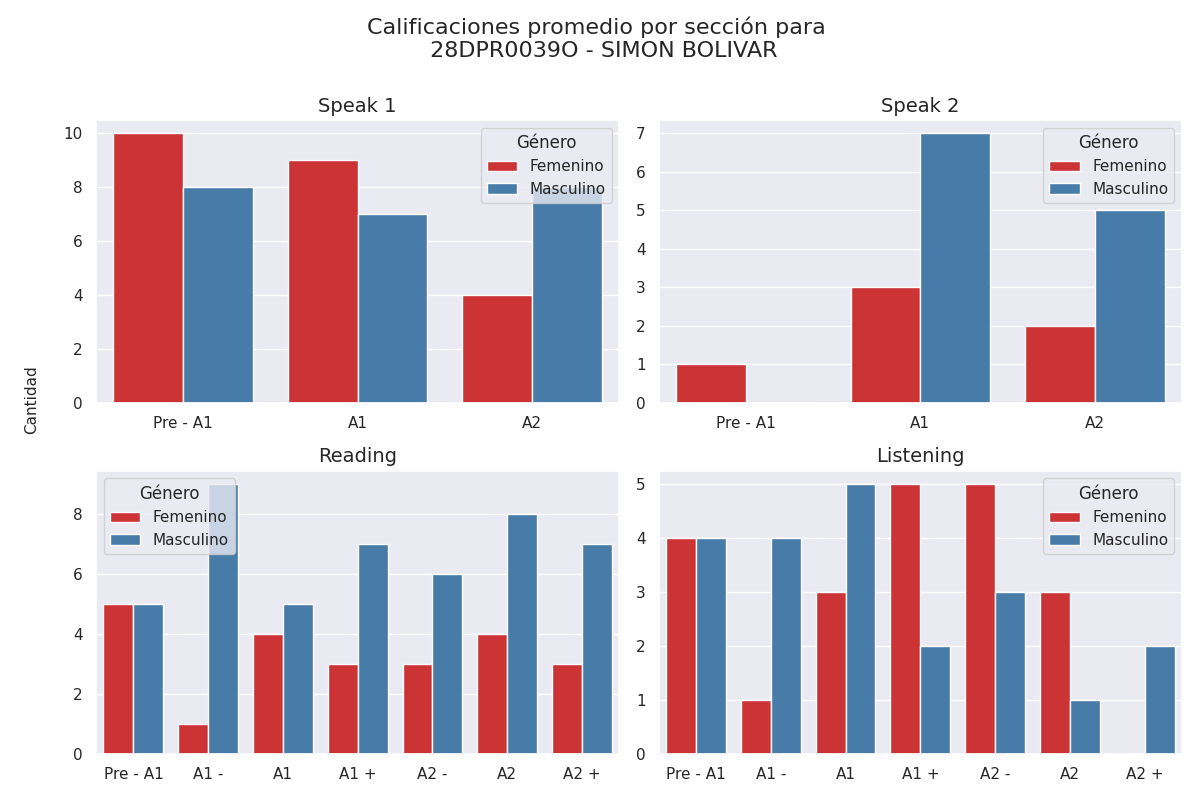 Calificaciones promedio por sección para
28DPR0039O - SIMON BOLIVAR
Speak 1
Género
Femenino
Masculino
10
8
6
4
2
0
Pre - A1 A1 A2
Speak 2
Género
Femenino
Masculino
7
6
5
4
3
2
1
0
Pre - A1 A1 A2
Cantidad
Reading
Género
Femenino
Masculino
8
6
4
2
0
Pre - A1 A1 - A1 A1 + A2 - A2 A2 +
Listening
Género
Femenino
Masculino
5
4
3
2
1
0
Pre - A1 A1 - A1 A1 + A2 - A2 A2 +